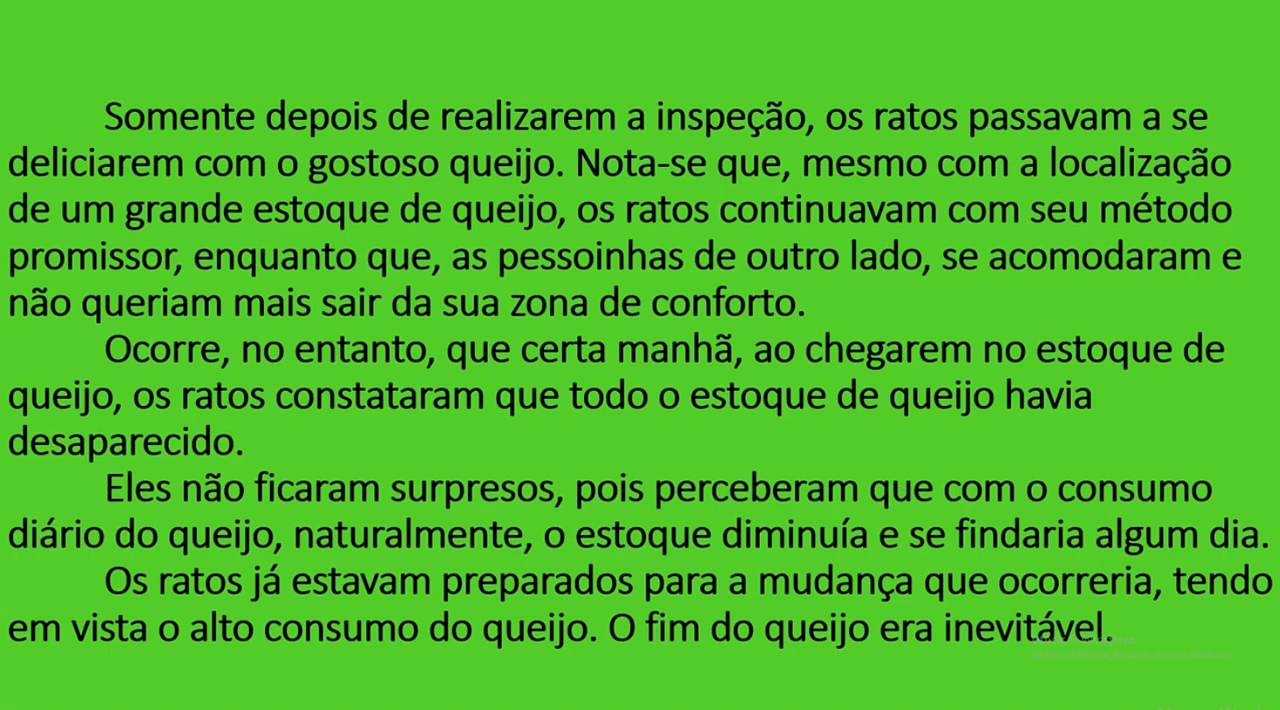 Somente depois de realizarem a inspeção, os ratos passavam a se
deliciarem com o gostoso queijo. Nota-se que, mesmo com a localização
de um grande estoque de queijo, os ratos continuavam com seu método
promissor, enquanto que, as pessoinhas de outro lado, se acomodaram e
não queriam mais sair da sua zona de conforto.
Ocorre, no entanto, que certa manhã, ao chegarem no estoque de
queijo, os ratos constataram que todo o estoque de queijo havia
desaparecido.
Eles não ficaram surpresos, pois perceberam que com o consumo
diário do queijo, naturalmente, o estoque diminuía e se findaria algum dia.
Os ratos já estavam preparados para a mudança que ocorreria, tendo
em vista o alto consumo do queijo. O fim do queijo era inevitável.